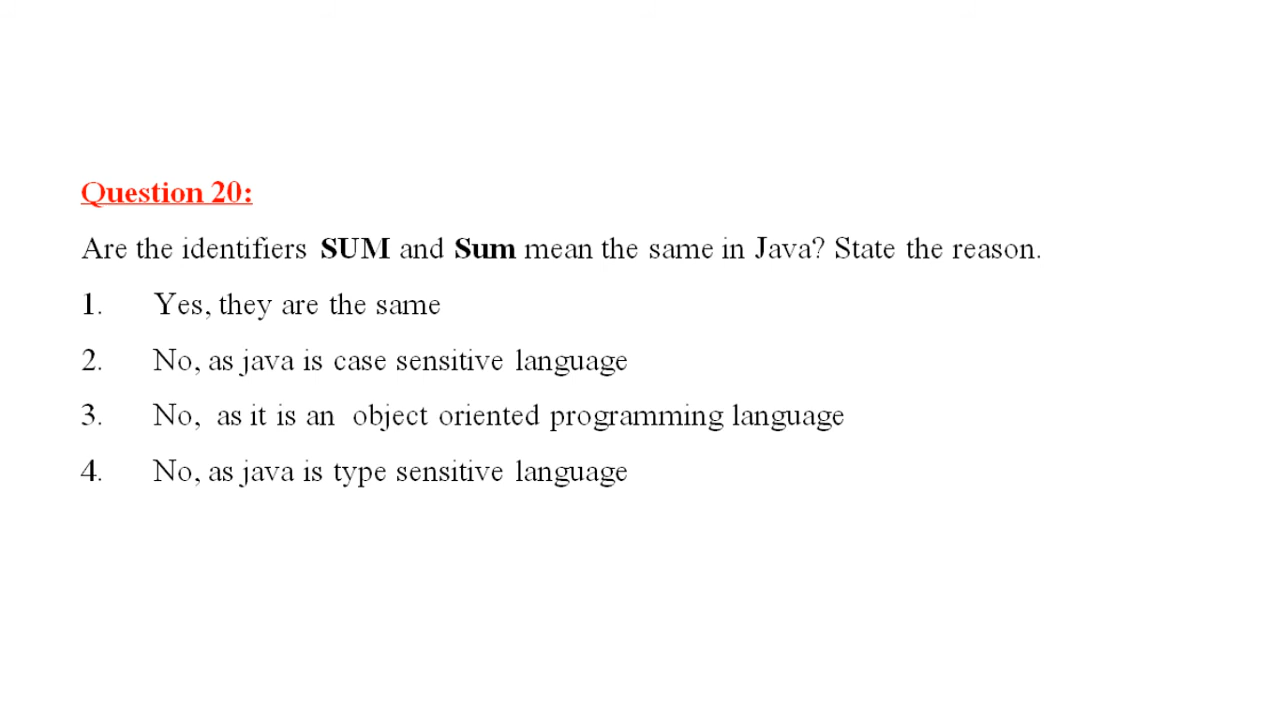 Question 20:
Are the identifiers SUM and Sum mean the same in Java? State the reason.
1. Yes, they are the same
2. No, as java is case sensitive language
3. No, as it is an object oriented programming language
4. No, as java is type sensitive language